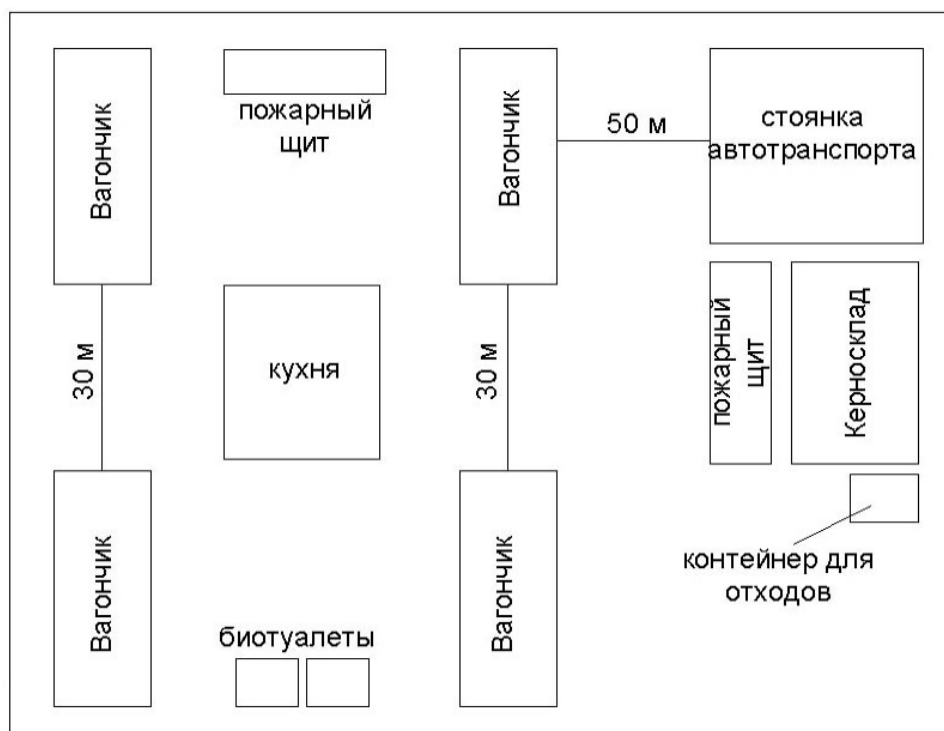 Вагончик
пожарный
щит
Вагончик
50 м
стоянка
автотранспорта
30 м
кухня
30 м
пожарный
щит
Керносклад
Вагончик
биотуалеты
Вагончик
контейнер для
отходов